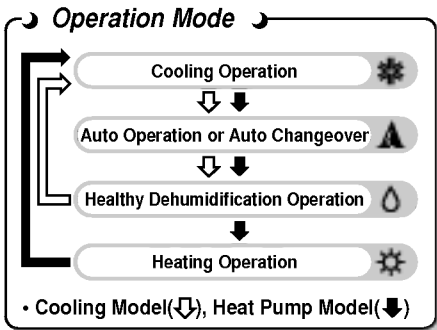 Operation Mode
Cooling Operation
Auto Operation or Auto Changeover
Healthy Dehumidification Operation
Heating Operation
• Cooling Model(⇩), Heat Pump Model(⬇)